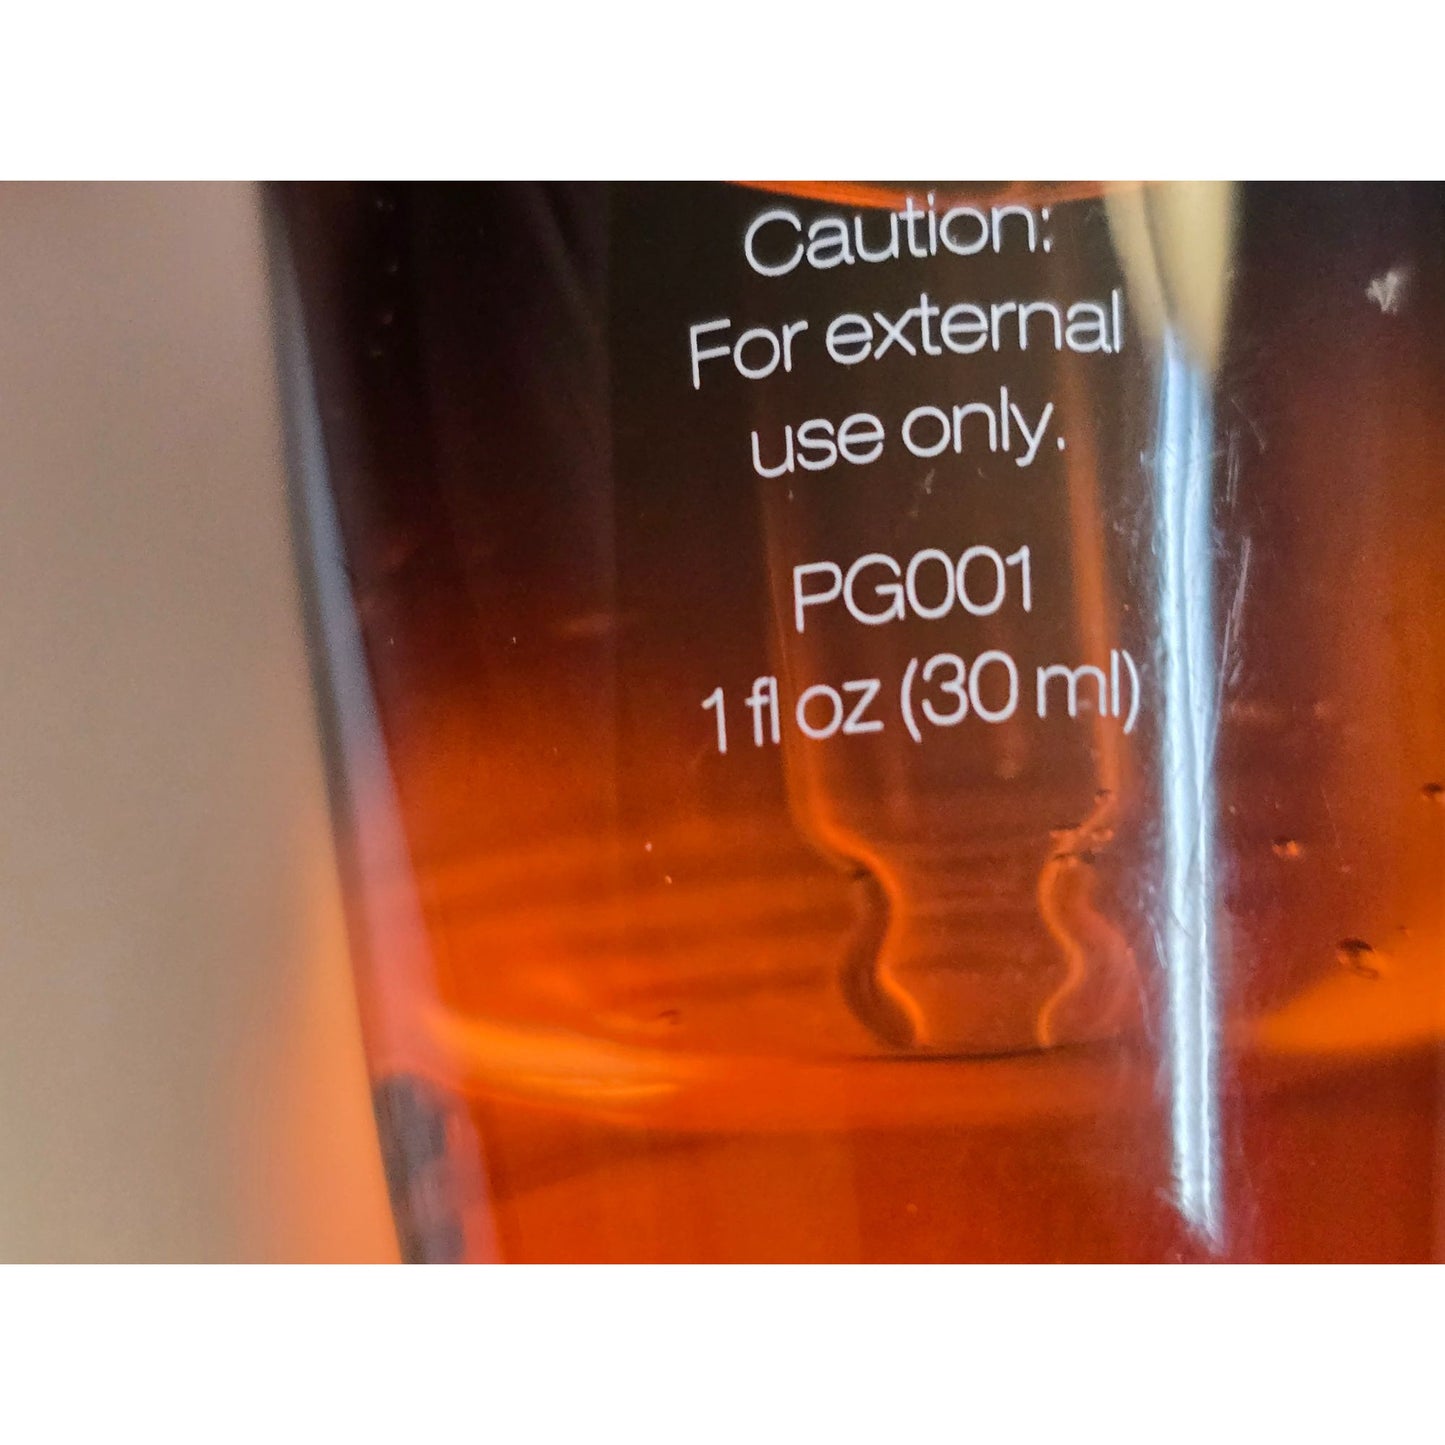 Caution:
For external
use only.
PG001
1 fl oz (30 ml)